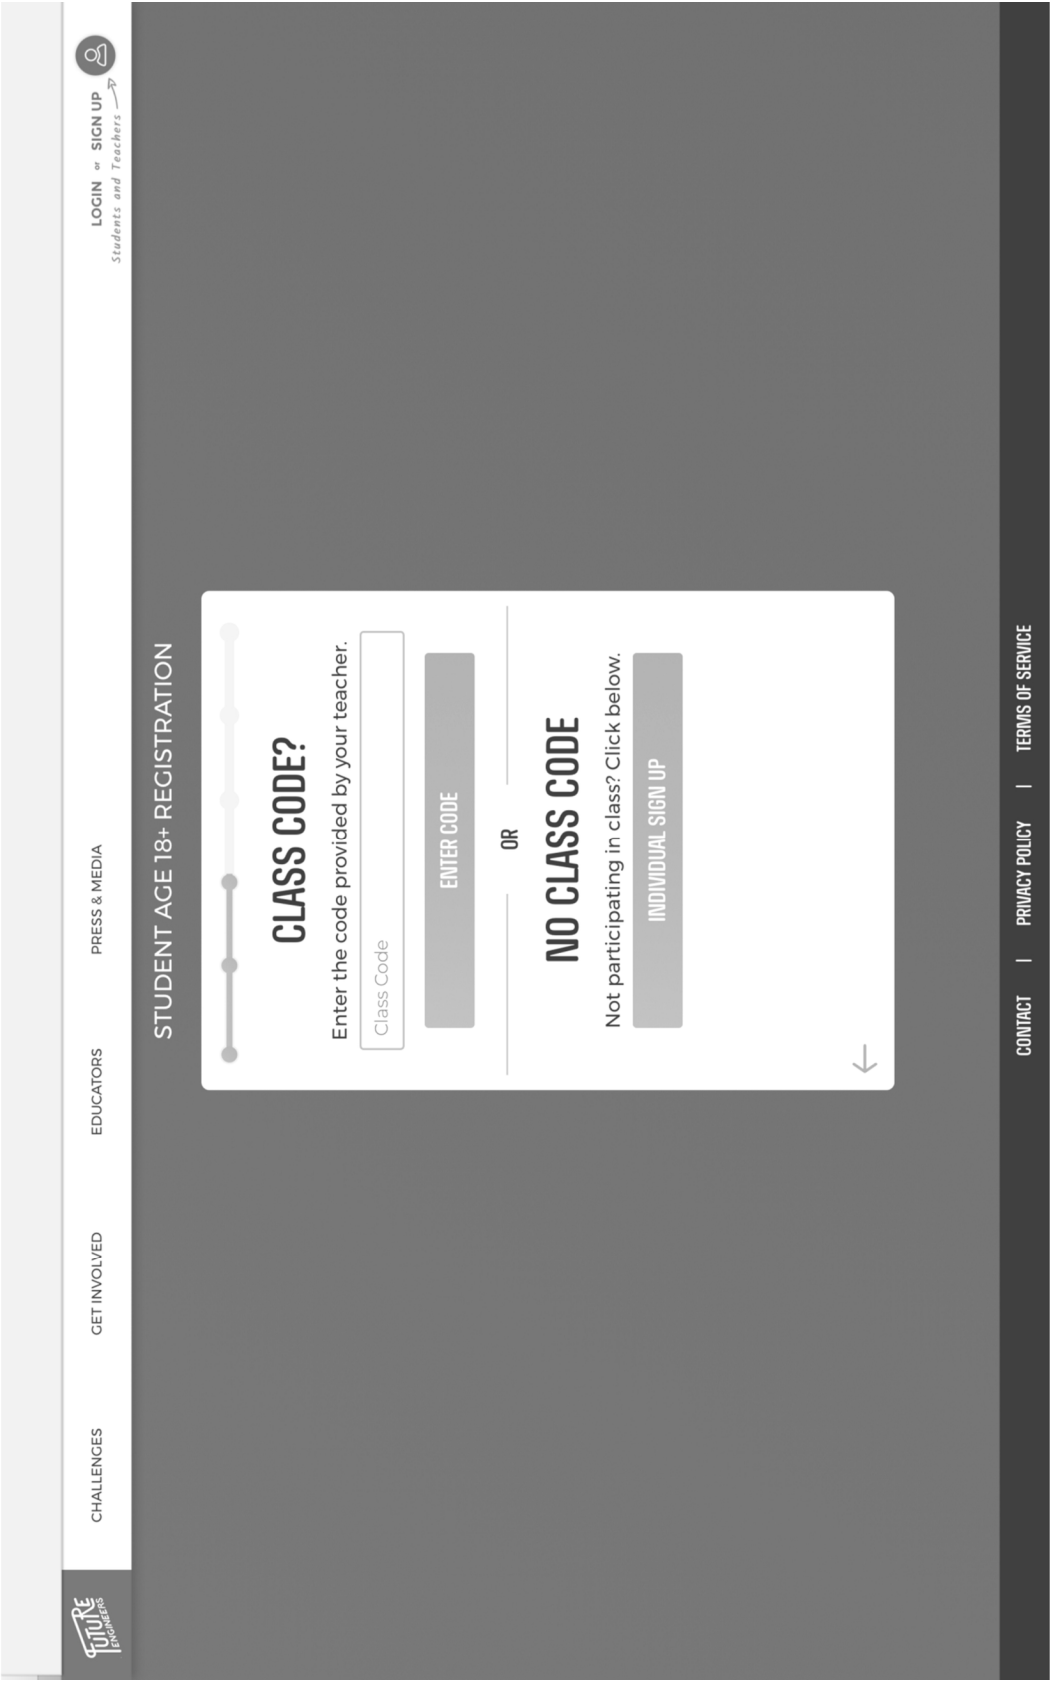 FUTURE
ENGINEERS
CHALLENGES
GET INVOLVED
EDUCATORS
PRESS & MEDIA
LOGIN or SIGN UP
Students and Teachers
STUDENT AGE 18+ REGISTRATION
CLASS CODE?
Enter the code provided by your teacher.
Class Code
ENTER CODE
OR
NO CLASS CODE
Not participating in class? Click below.
INDIVIDUAL SIGN UP
CONTACT | PRIVACY POLICY | TERMS OF SERVICE